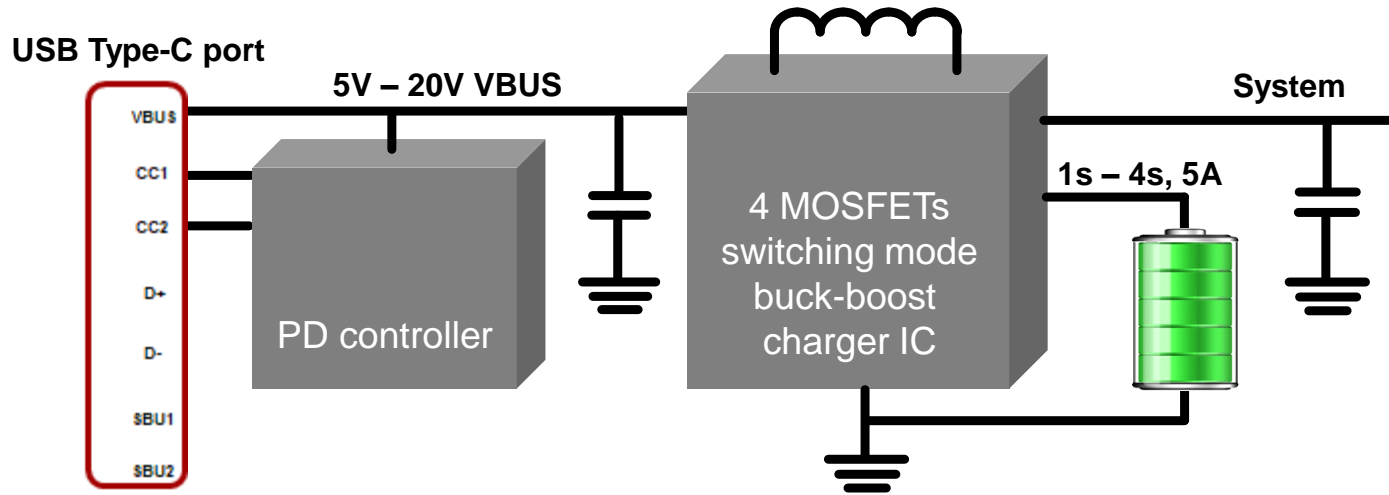 USB Type-C port
5V – 20V VBUS
System
VBUS
CC1
CC2
D+
D-
SBU1
SBU2
PD controller
4 MOSFETs
switching mode
buck-boost
charger IC
1s – 4s, 5A